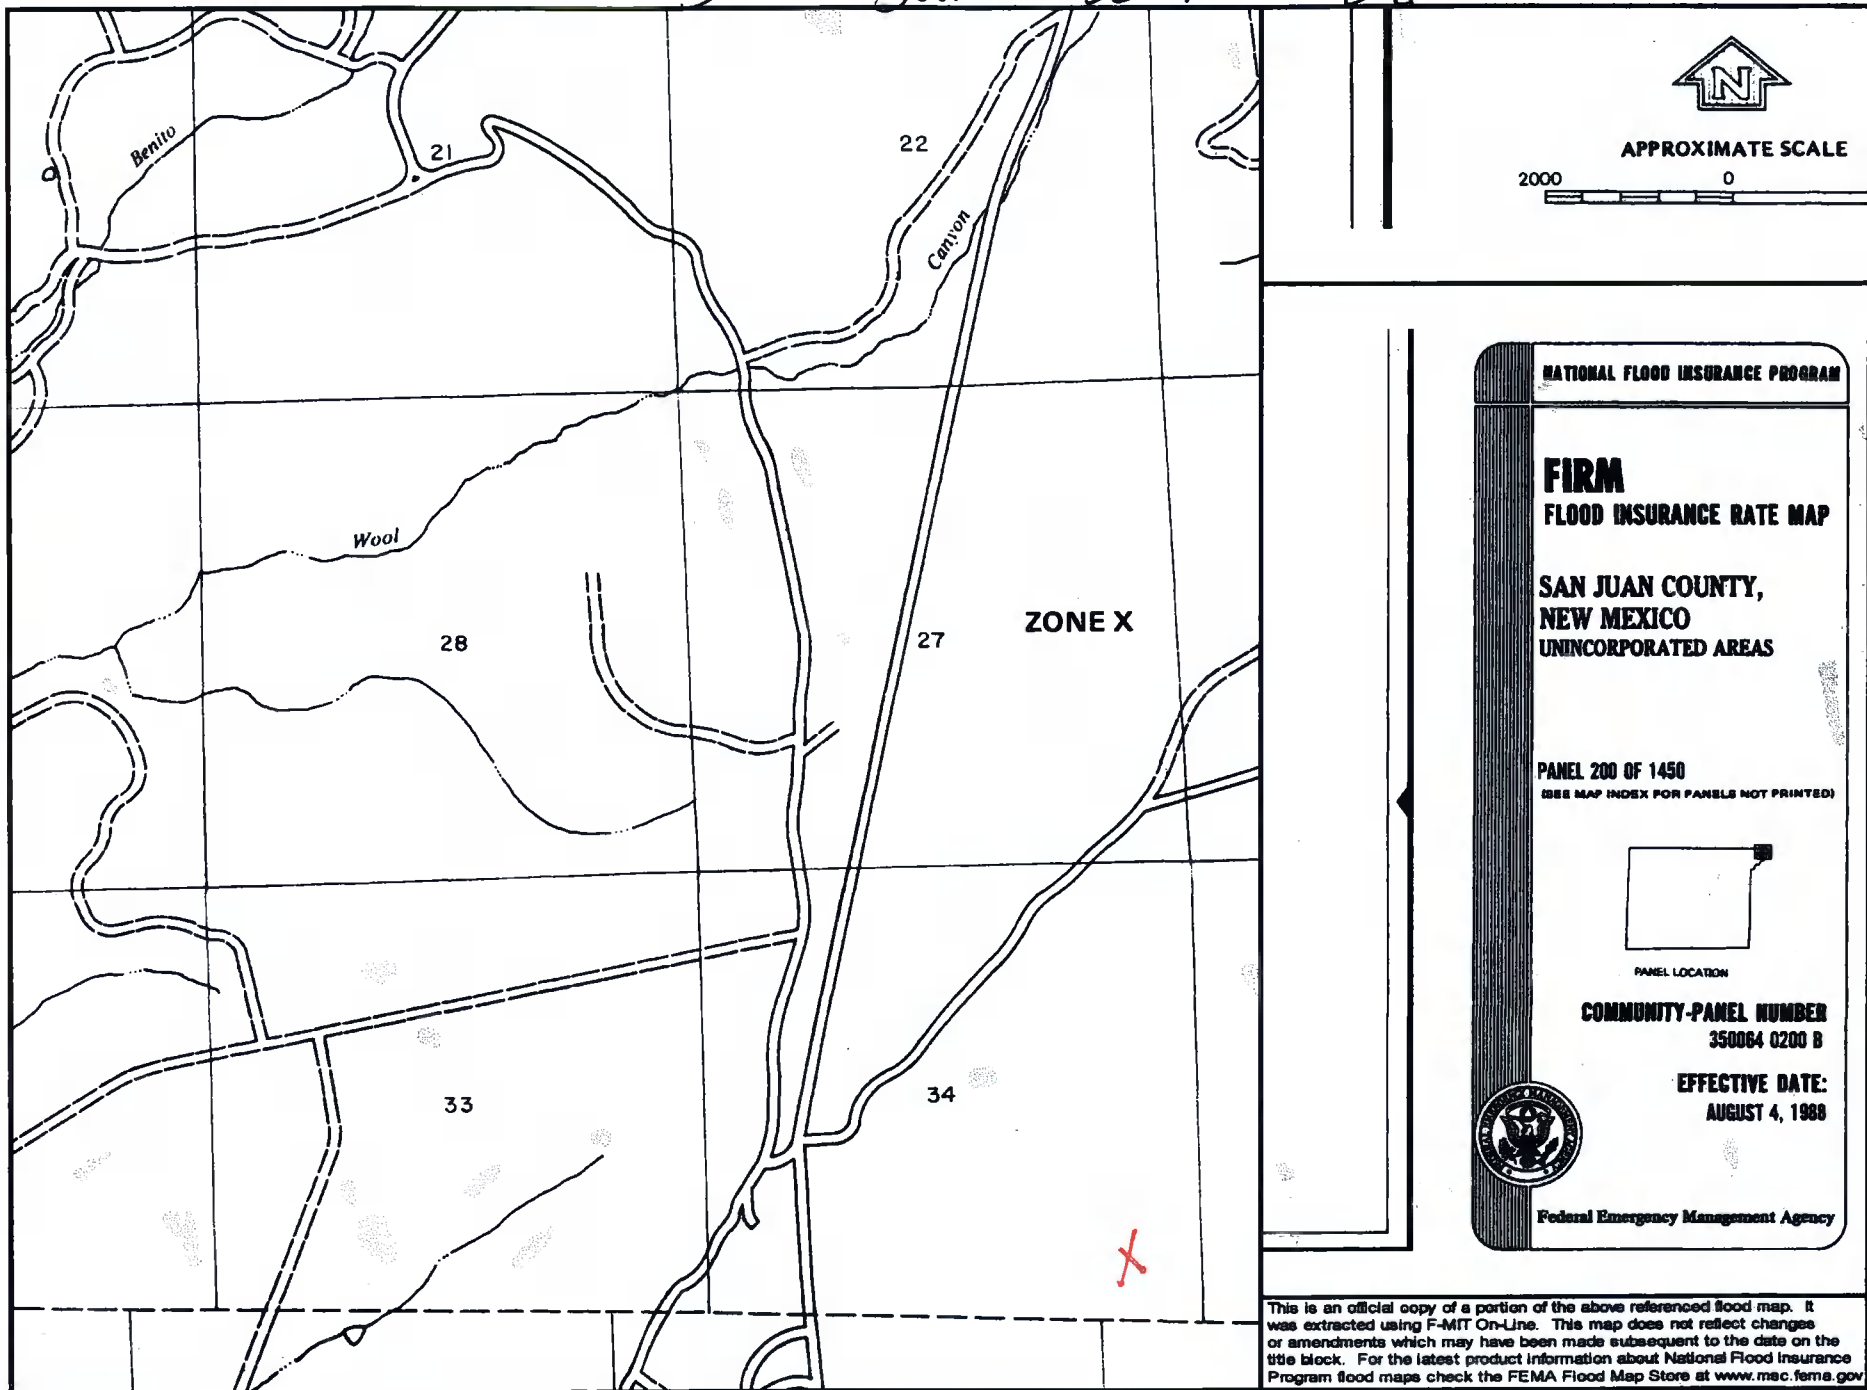 Benito
21
22
Canyon
Wool
28
27
ZONE X
33
34
X
N
APPROXIMATE SCALE
2000 0
NATIONAL FLOOD INSURANCE PROGRAM
FIRM
FLOOD INSURANCE RATE MAP
SAN JUAN COUNTY,
NEW MEXICO
UNINCORPORATED AREAS
PANEL 200 OF 1450
(SEE MAP INDEX FOR PANELS NOT PRINTED)
PANEL LOCATION
COMMUNITY-PANEL NUMBER
350064 0200 B
EFFECTIVE DATE:
AUGUST 4, 1988
Federal Emergency Management Agency
This is an official copy of a portion of the above referenced flood map. It
was extracted using F-MIT On-Line. This map does not reflect changes
or amendments which may have been made subsequent to the date on the
title block. For the latest product information about National Flood Insurance
Program flood maps check the FEMA Flood Map Store at www.msc.fema.gov